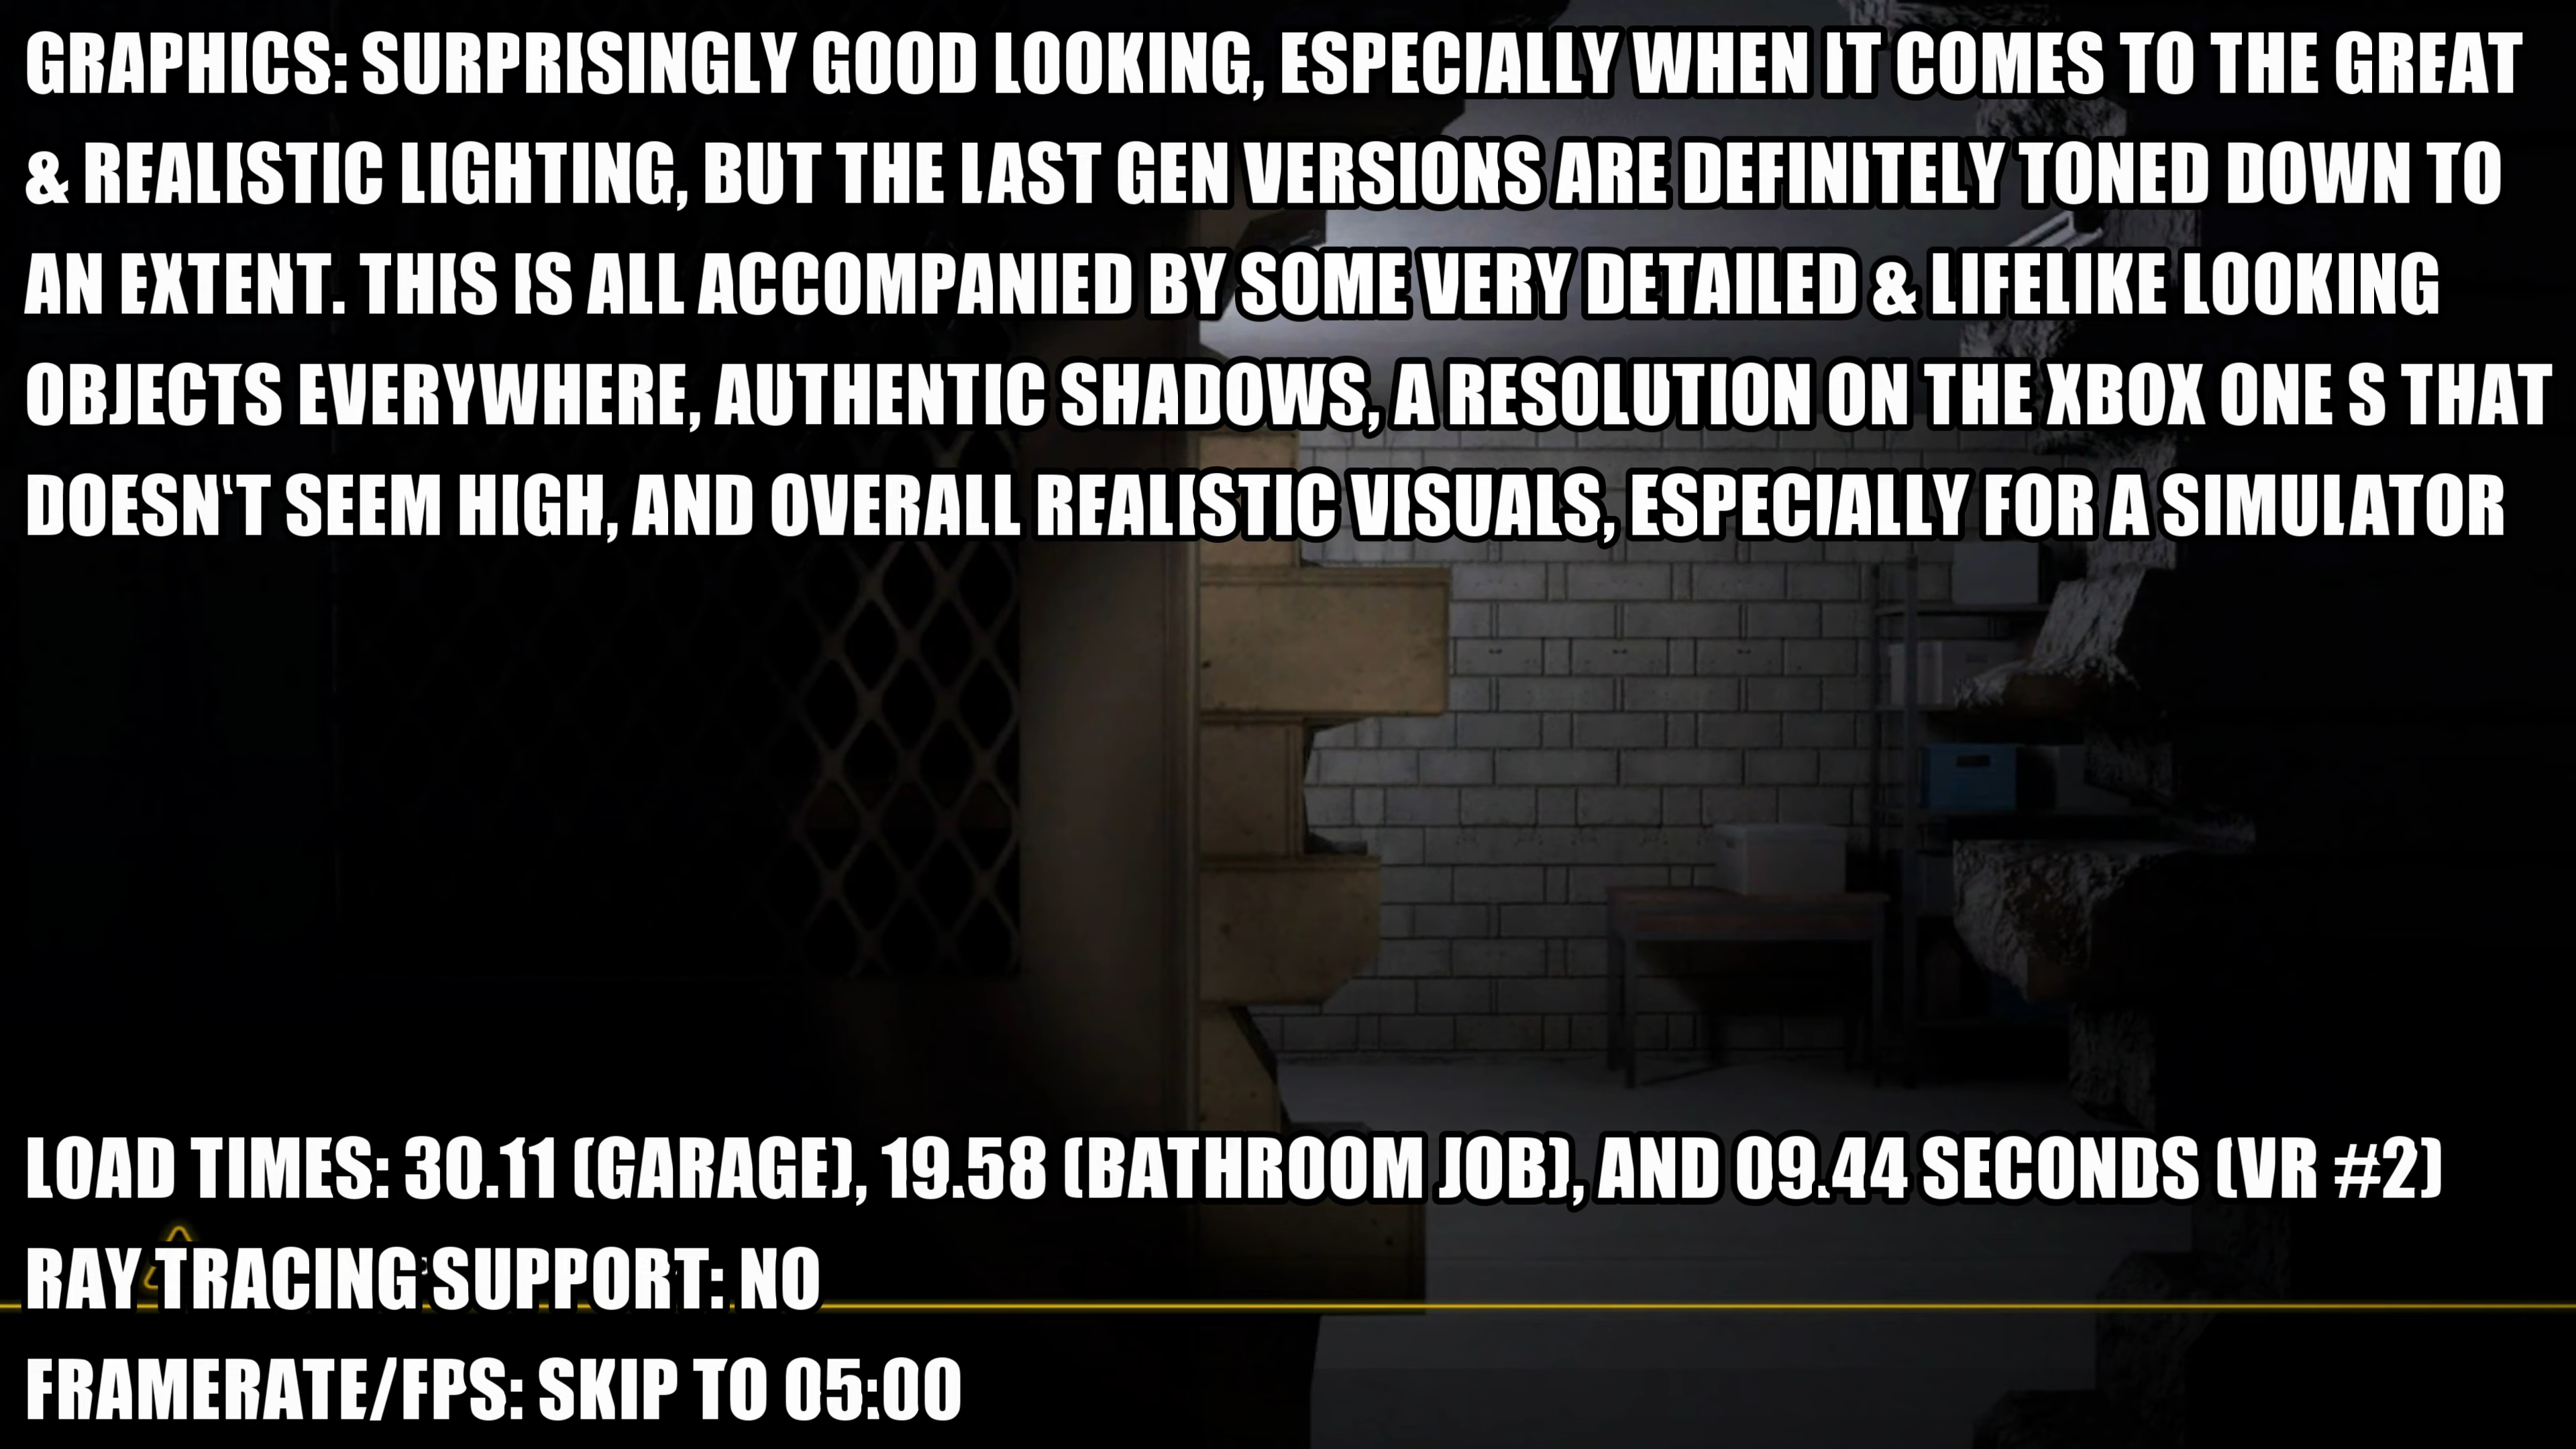 GRAPHICS: SURPRISINGLY GOOD LOOKING, ESPECIALLY WHEN IT COMES TO THE GREAT
& REALISTIC LIGHTING, BUT THE LAST GEN VERSIONS ARE DEFINITELY TONED DOWN TO
AN EXTENT. THIS IS ALL ACCOMPANIED BY SOME VERY DETAILED & LIFELIKE LOOKING
OBJECTS EVERYWHERE, AUTHENTIC SHADOWS, A RESOLUTION ON THE XBOX ONE S THAT
DOESN'T SEEM HIGH, AND OVERALL REALISTIC VISUALS, ESPECIALLY FOR A SIMULATOR
LOAD TIMES: 30.11 (GARAGE), 19.58 (BATHROOM JOB), AND 09.44 SECONDS (VR #2)
RAY TRACING SUPPORT: NO
FRAMERATE/FPS: SKIP TO 05:00